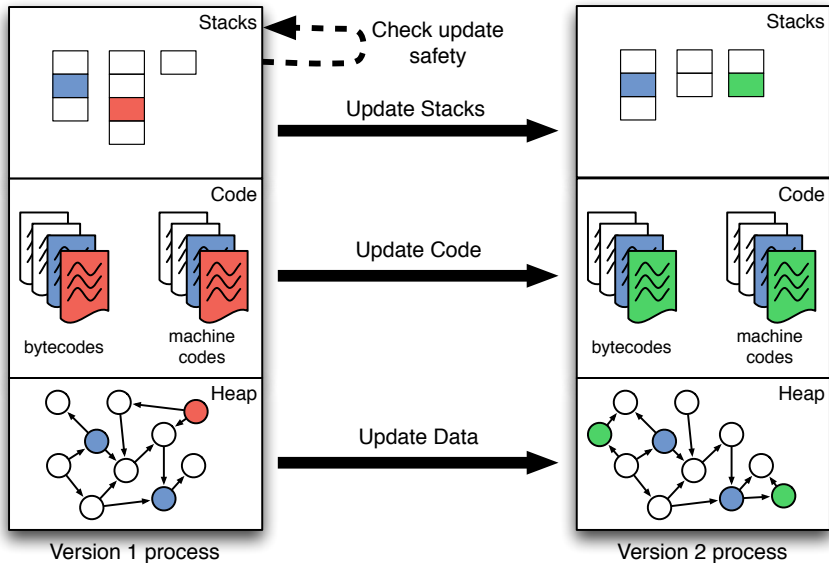 Stacks
Check update
safety
Stacks
Update Stacks
Code
Code
Update Code
bytecodes
machine
codes
bytecodes
machine
codes
Heap
Heap
Update Data
Version 1 process
Version 2 process